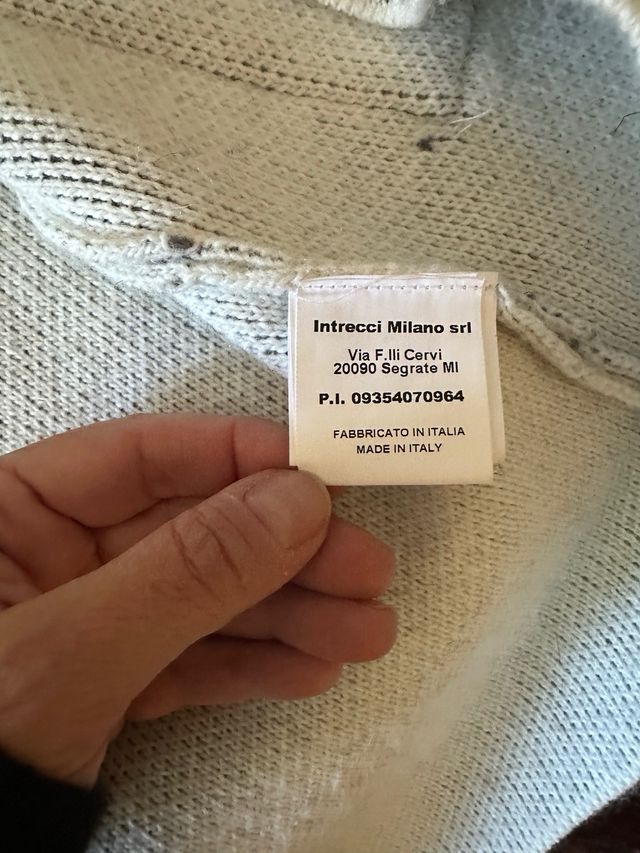 Intrecci Milano srl
Via F.lli Cervi
20090 Segrate MI
P.I. 09354070964
FABBRICATO IN ITALIA
MADE IN ITALY